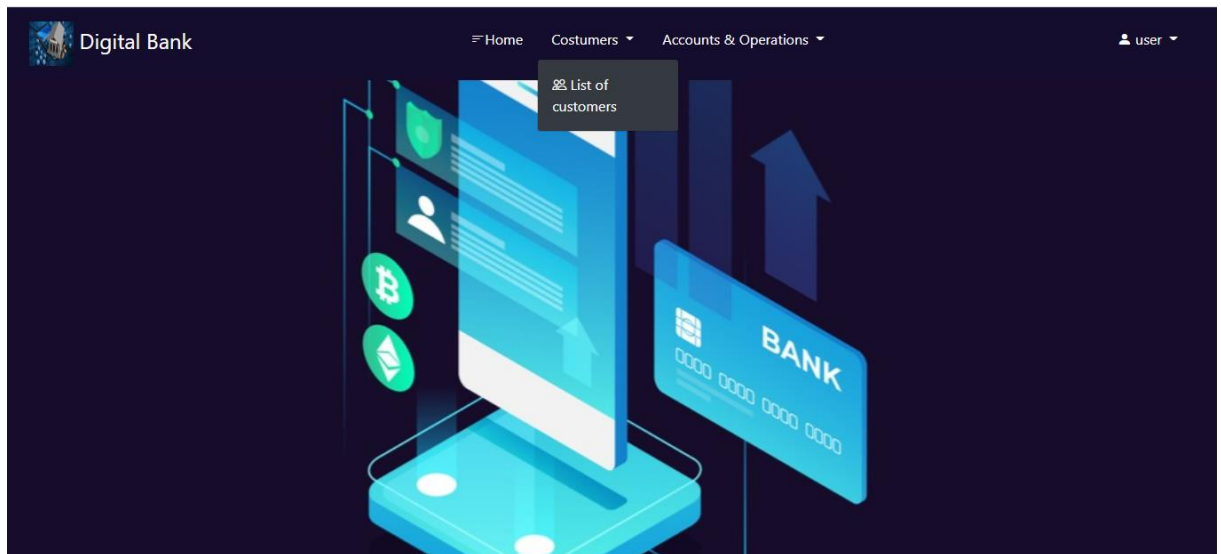 Digital Bank
Home
Costumers
Accounts & Operations
user
List of
customers
BANK
0000 0000 0000 0000